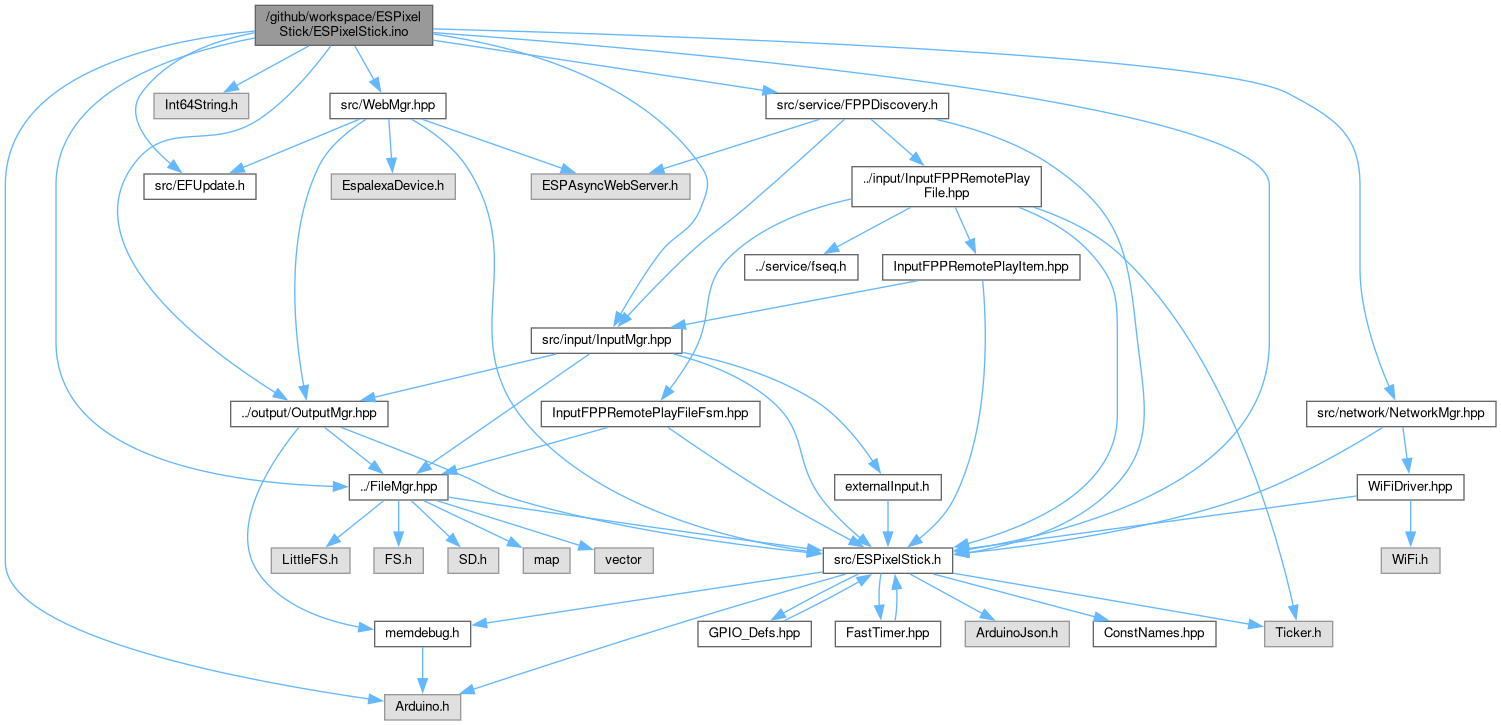 /github/workspace/ESPixel
Stick/ESPixelStick.ino
Int64String.h
src/WebMgr.hpp
src/service/FPPDiscovery.h
src/EFUpdate.h
EspalexaDevice.h
ESPAsyncWebServer.h
../input/InputFPPRemotePlay
File.hpp
../service/fseq.h
InputFPPRemotePlayItem.hpp
src/input/InputMgr.hpp
../output/OutputMgr.hpp
InputFPPRemotePlayFileFsm.hpp
src/network/NetworkMgr.hpp
../FileMgr.hpp
externalInput.h
WiFiDriver.hpp
LittleFS.h
FS.h
SD.h
map
vector
src/ESPixelStick.h
WiFi.h
memdebug.h
GPIO_Defs.hpp
FastTimer.hpp
ArduinoJson.h
ConstNames.hpp
Ticker.h
Arduino.h